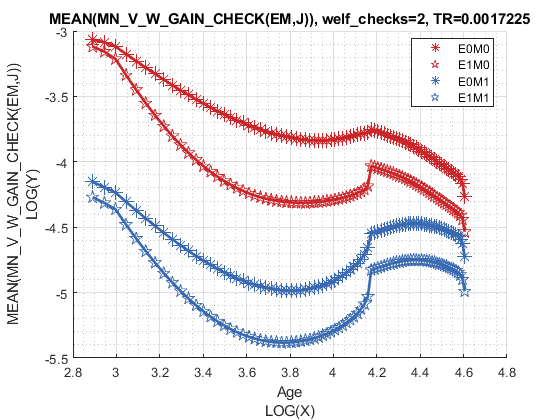 MEAN(MN_V_W_GAIN_CHECK(EM,J)), welf_checks=2, TR=0.0017225
-3
-3.5
-4
-4.5
-5
-5.5
MEAN(MN_V_W_GAIN_CHECK(EM,J))
LOG(Y)
E0M0
E1M0
E0M1
E1M1
2.8
3
3.2
3.4
3.6
3.8
4
4.2
4.4
4.6
4.8
Age
LOG(X)